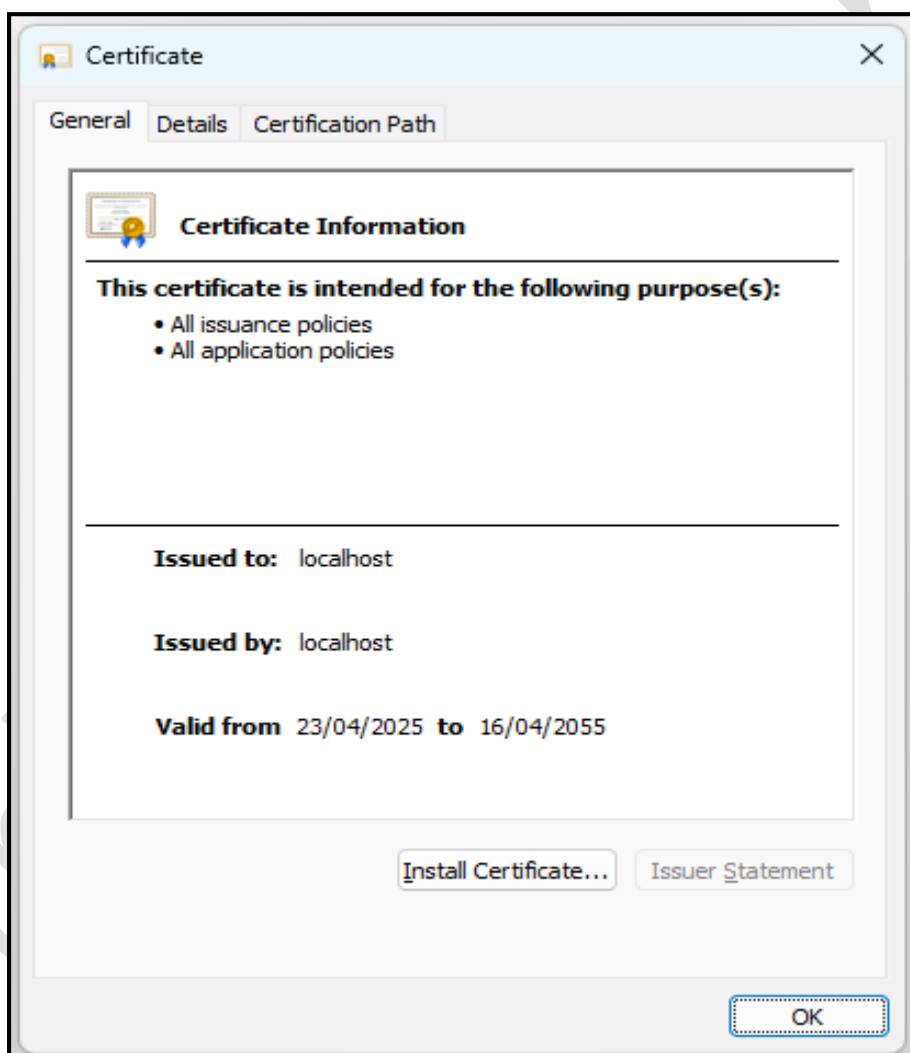 Certificate
General Details Certification Path
Certificate Information
This certificate is intended for the following purpose(s):
• All issuance policies
• All application policies
Issued to: localhost
Issued by: localhost
Valid from 23/04/2025 to 16/04/2055
Install Certificate... Issuer Statement
OK